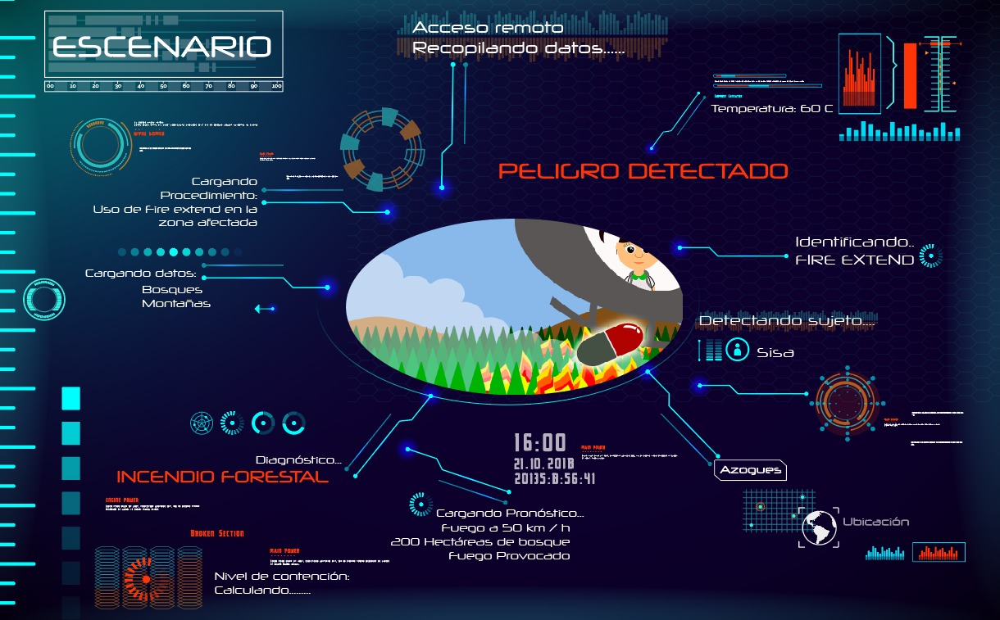 ESCENARIO
00 10 20 30 40 50 60 70 80 90 100
Acceso remoto
Recopilando datos......
Temperatura: 60 C
PELIGRO DETECTADO
MAIN POWER
Cargando
Procedimiento:
Uso de Fire extend en la
zona afectada
Identificando..
FIRE EXTEND
Cargando datos:
Bosques
Montañas
Detectando sujeto....
Sisa
MAIN POWER
16:00
21.10.2018
20135:8:56:41
MAIN POWER
Diagnóstico...
INCENDIO FORESTAL
Azogues
Ubicación
ENGINE POWER
Cargando Pronóstico...
Fuego a 50 km / h
200 Hectáreas de bosque
Fuego Provocado
BROKEN SECTION
MAIN POWER
Nivel de contención:
Calculando.........